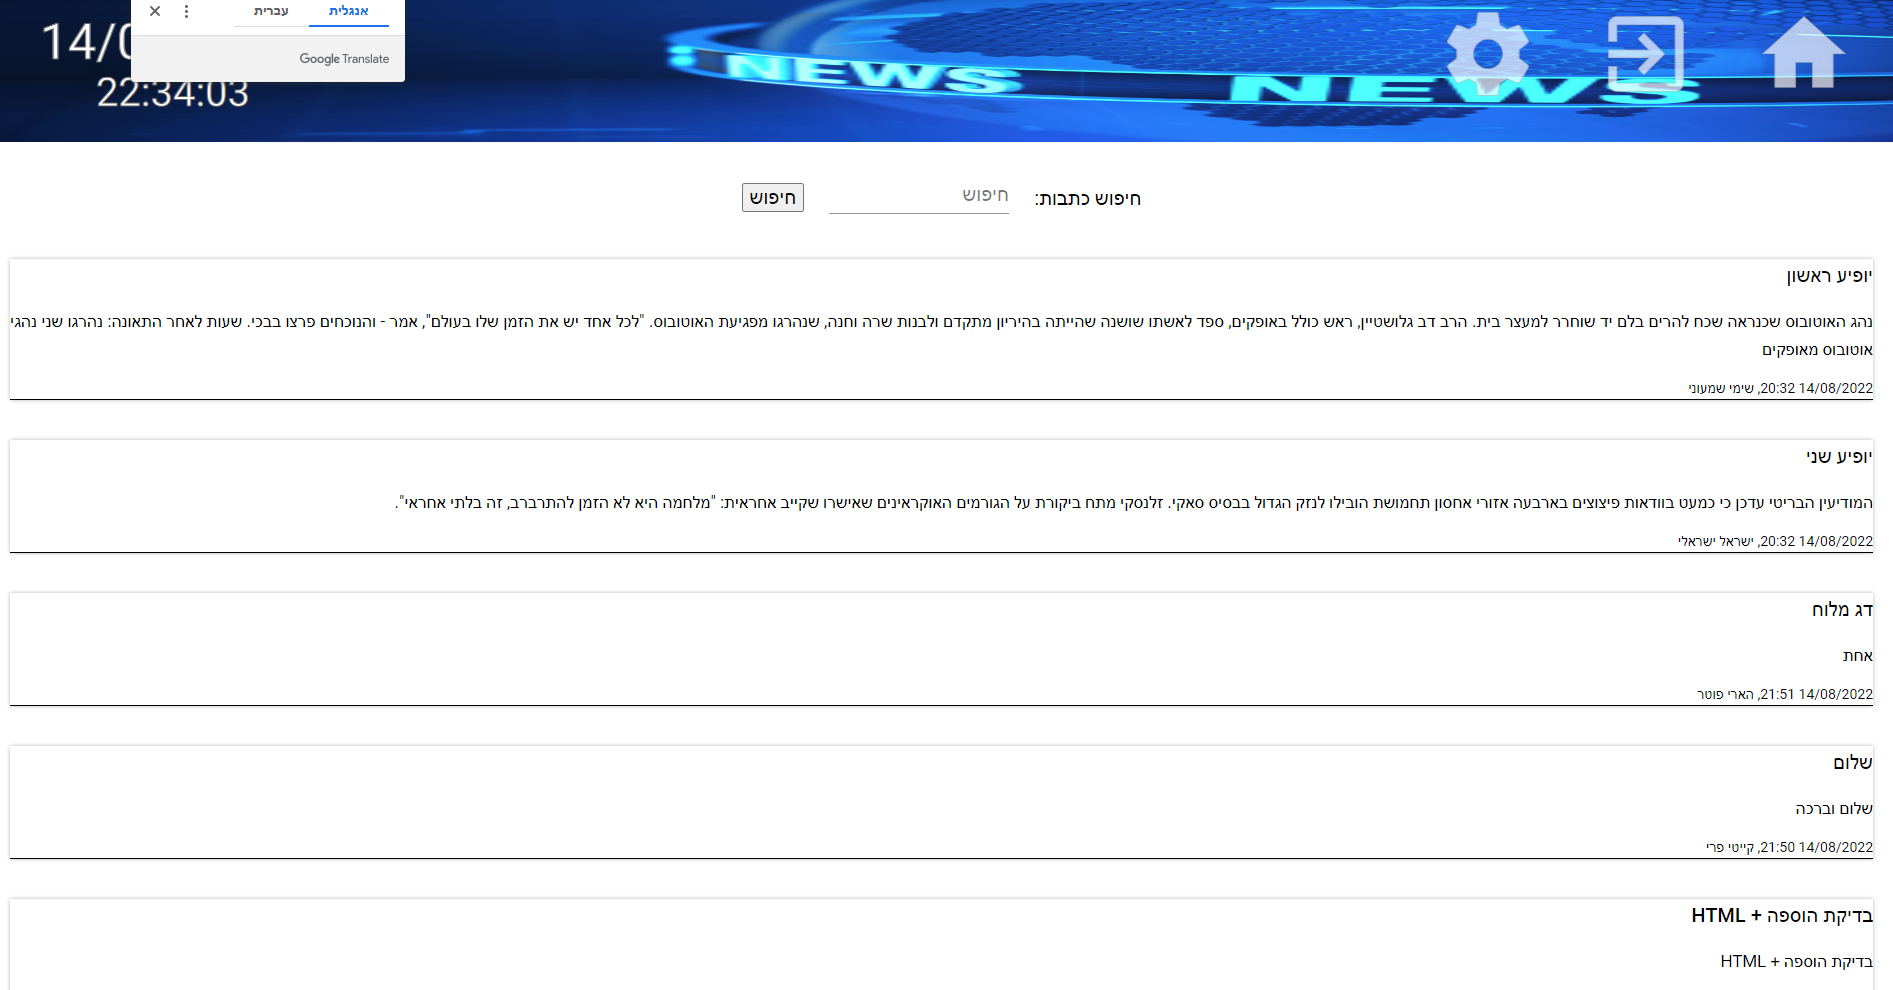 אנגלית
עברית
Google Translate
14/0
22:34:03
NEWS
NEWS
חיפוש כתבות:
חיפוש
חיפוש
יופיע ראשון
נהג האוטובוס שכנראה שכח להרים בלם יד שוחרר למעצר בית. הרב דב גלושטיין, ראש כולל באופקים, ספד לאשתו שושנה שהייתה בהיריון מתקדם ולבנות שרה וחנה, שנהרגו מפגיעת האוטובוס. "לכל אחד יש את הזמן שלו בעולם", אמר - והנוכחים פרצו בבכי. שעות לאחר התאונה: נהרגו שני נהגי
אוטובוס מאופקים
14/08/2022 20:32, שימי שמעוני
יופיע שני
המודיעין הבריטי עדכן כי כמעט בוודאות פיצוצים בארבעה אזורי אחסון תחמושת הובילו לנזק הגדול בבסיס סאקי. זלנסקי מתח ביקורת על הגורמים האוקראינים שאישרו שקייב אחראית: "מלחמה היא לא הזמן להתרברב, זה בלתי אחראי".
14/08/2022 20:32, ישראל ישראלי
דג מלוח
אחת
14/08/2022 21:51, הארי פוטר
שלום
שלום וברכה
14/08/2022 21:50, קייטי פרי
בדיקת הוספה + HTML
בדיקת הוספה + HTML